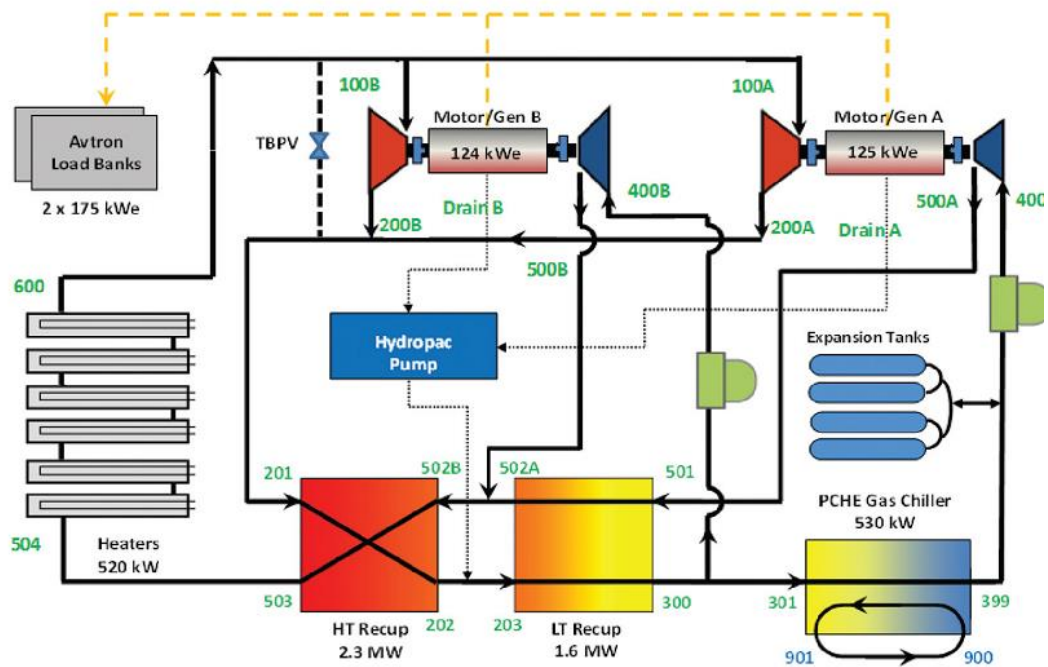 100B
Motor/Gen B
100A
Motor/Gen A
Avtron
Load Banks
TBPV
124 kWe
125 kWe
2 x 175 kWe
400B
500A
400
Drain B
200B
200A
Drain A
500B
600
Hydropac
Pump
Expansion Tanks
201
502B
502A
501
PCHE Gas Chiller
530 kW
504
Heaters
520 kW
503
202
203
300
301
399
HT Recup
2.3 MW
LT Recup
1.6 MW
901
900